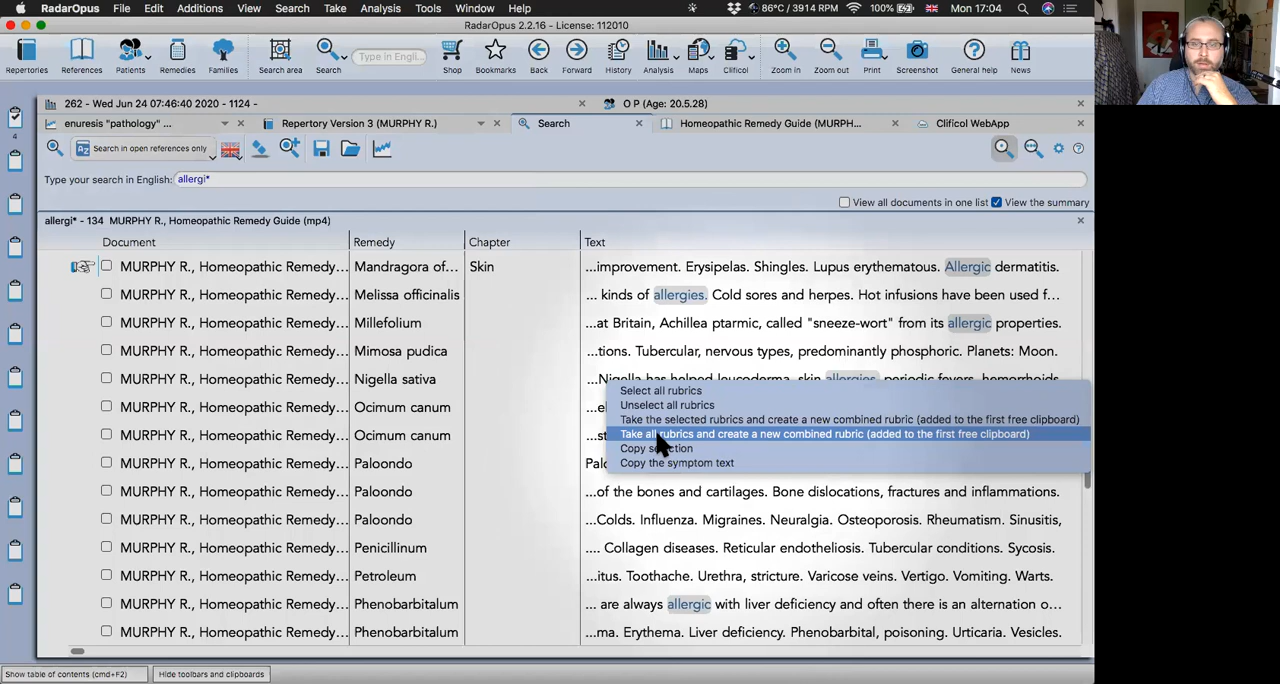 RadarOpus File Edit Additions View Search Take Analysis Tools Window Help 86°C / 3914 RPM 100% Mon 17:04
RadarOpus 2.2.16 - License: 112010
Type in Engl...
Repertories References Patients Remedies Families Search area Search Shop Bookmarks Back Forward History Analysis Maps Clificol Zoom in Zoom out Print Screenshot General help News
262 - Wed Jun 24 07:46:40 2020 - 1124 - O P (Age: 20.5.28)
enuresis "pathology" ... Repertory Version 3 (MURPHY R.) Search Homeopathic Remedy Guide (MURPH... Clificol WebApp
4
Search in open references only
Type your search in English: allergi*
View all documents in one list View the summary
allergi* - 134 MURPHY R., Homeopathic Remedy Guide (mp4)
Document Remedy Chapter Text
MURPHY R., Homeopathic Remedy... Mandragora of... Skin ...improvement. Erysipelas. Shingles. Lupus erythematous. Allergic dermatitis.
MURPHY R., Homeopathic Remedy... Melissa officinalis ... kinds of allergies. Cold sores and herpes. Hot infusions have been used f...
MURPHY R., Homeopathic Remedy... Millefolium ...at Britain, Achillea ptarmic, called "sneeze-wort" from its allergic properties.
MURPHY R., Homeopathic Remedy... Mimosa pudica ...tions. Tubercular, nervous types, predominantly phosphoric. Planets: Moon.
MURPHY R., Homeopathic Remedy... Nigella sativa ...Nigella has helped leucoderma, skin allergies, periodic fevers, hemorrhoids
Select all rubrics
MURPHY R., Homeopathic Remedy... Ocimum canum
Unselect all rubrics
Take the selected rubrics and create a new combined rubric (added to the first free clipboard)
MURPHY R., Homeopathic Remedy... Ocimum canum
Take all rubrics and create a new combined rubric (added to the first free clipboard)
Copy selection
MURPHY R., Homeopathic Remedy... Paloondo
Copy the symptom text
MURPHY R., Homeopathic Remedy... Paloondo ...of the bones and cartilages. Bone dislocations, fractures and inflammations.
MURPHY R., Homeopathic Remedy... Paloondo ...Colds. Influenza. Migraines. Neuralgia. Osteoporosis. Rheumatism. Sinusitis,
MURPHY R., Homeopathic Remedy... Penicillinum .... Collagen diseases. Reticular endotheliosis. Tubercular conditions. Sycosis.
MURPHY R., Homeopathic Remedy... Petroleum ...itus. Toothache. Urethra, stricture. Varicose veins. Vertigo. Vomiting. Warts.
MURPHY R., Homeopathic Remedy... Phenobarbitalum ... are always allergic with liver deficiency and often there is an alternation o...
MURPHY R., Homeopathic Remedy... Phenobarbitalum ...ma. Erythema. Liver deficiency. Phenobarbital, poisoning. Urticaria. Vesicles.
Show table of contents (cmd+F2) Hide toolbars and clipboards